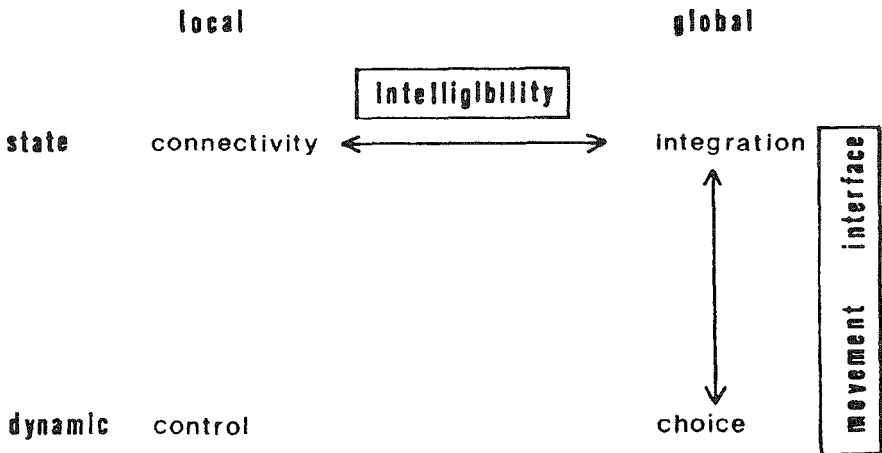 local global
intelligibility
state connectivity integration
movement interface
dynamic control choice